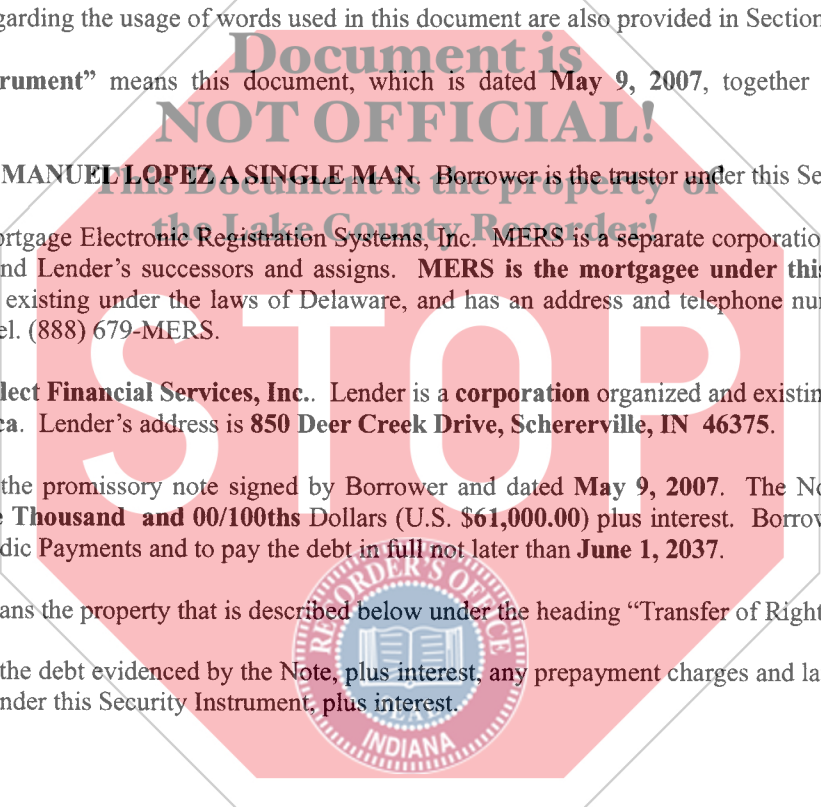 garding the usage of words used in this document are also provided in Section
Document is
rument” means this document, which is dated May 9, 2007, together
NOT OFFICIAL!
MANUEL LOPEZ A SINGLE MAN. Borrower is the trustor under this Se
This Document is the property of
the Lake County Recorder!
ortgage Electronic Registration Systems, Inc. MERS is a separate corporatio
nd Lender's successors and assigns. MERS is the mortgagee under this
existing under the laws of Delaware, and has an address and telephone nu
el. (888) 679-MERS.
STOP
lect Financial Services, Inc.. Lender is a corporation organized and existin
ca. Lender's address is 850 Deer Creek Drive, Schererville, IN 46375.
the promissory note signed by Borrower and dated May 9, 2007. The No
e Thousand and 00/100ths Dollars (U.S. $61,000.00) plus interest. Borrow
dic Payments and to pay the debt in full not later than June 1, 2037.
ans the property that is described below under the heading “Transfer of Right
the debt evidenced by the Note, plus interest, any prepayment charges and la
nder this Security Instrument, plus interest.
RECORDER'S OFFICE
SEAL
INDIANA